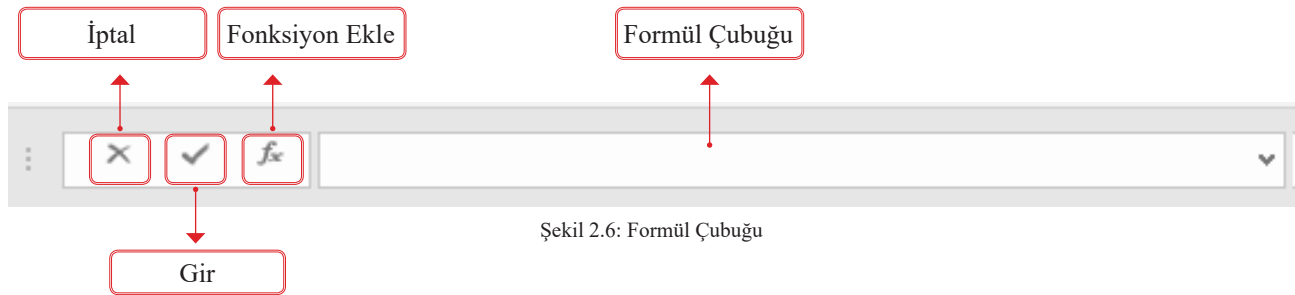 İptal
Fonksiyon Ekle
Formül Çubuğu
fx
Şekil 2.6: Formül Çubuğu
Gir